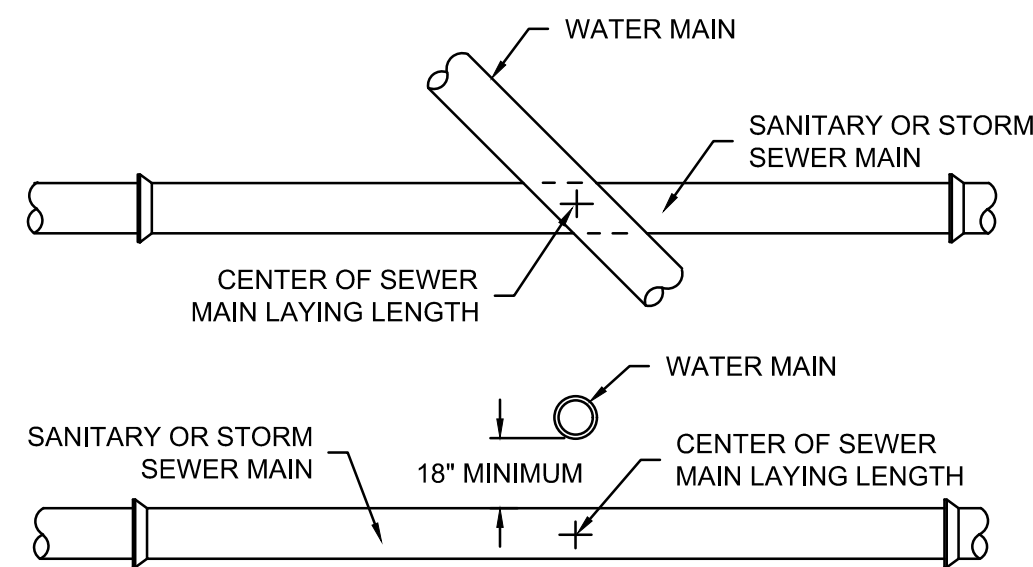 WATER MAIN
SANITARY OR STORM
SEWER MAIN
CENTER OF SEWER
MAIN LAYING LENGTH
WATER MAIN
SANITARY OR STORM
SEWER MAIN
18" MINIMUM
CENTER OF SEWER
MAIN LAYING LENGTH